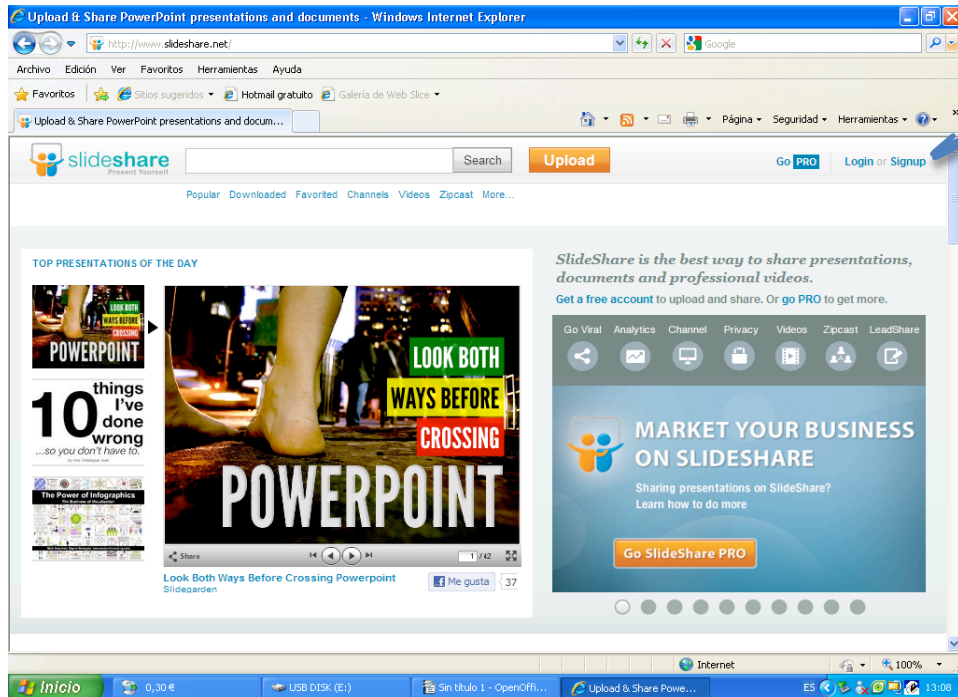 Upload & Share PowerPoint presentations and documents - Windows Internet Explorer
http://www.slideshare.net/
Google
Archivo Edición Ver Favoritos Herramientas Ayuda
Favoritos Sitios sugeridos Hotmail gratuito Galería de Web Slice
Upload & Share PowerPoint presentations and docum...
Página Seguridad Herramientas
slideshare
Present Yourself
Search
Upload
Go PRO
Login or Signup
Popular Downloaded Favorited Channels Videos Zipcast More...
TOP PRESENTATIONS OF THE DAY
LOOK BOTH
WAYS BEFORE
CROSSING
POWERPOINT
10 things
I've
done
wrong
...so you don't have to.
The Power of Infographics
LOOK BOTH
WAYS BEFORE
CROSSING
POWERPOINT
Share
1 /42
Look Both Ways Before Crossing Powerpoint
Slidegarden
Me gusta 37
SlideShare is the best way to share presentations,
documents and professional videos.
Get a free account to upload and share. Or go PRO to get more.
Go Viral Analytics Channel Privacy Videos Zipcast LeadShare
MARKET YOUR BUSINESS
ON SLIDESHARE
Sharing presentations on SlideShare?
Learn how to do more
Go SlideShare PRO
Internet
100%
Inicio
0,30 €
USB DISK (E:)
Sin título 1 - OpenOffi...
Upload & Share Powe...
ES
13:08